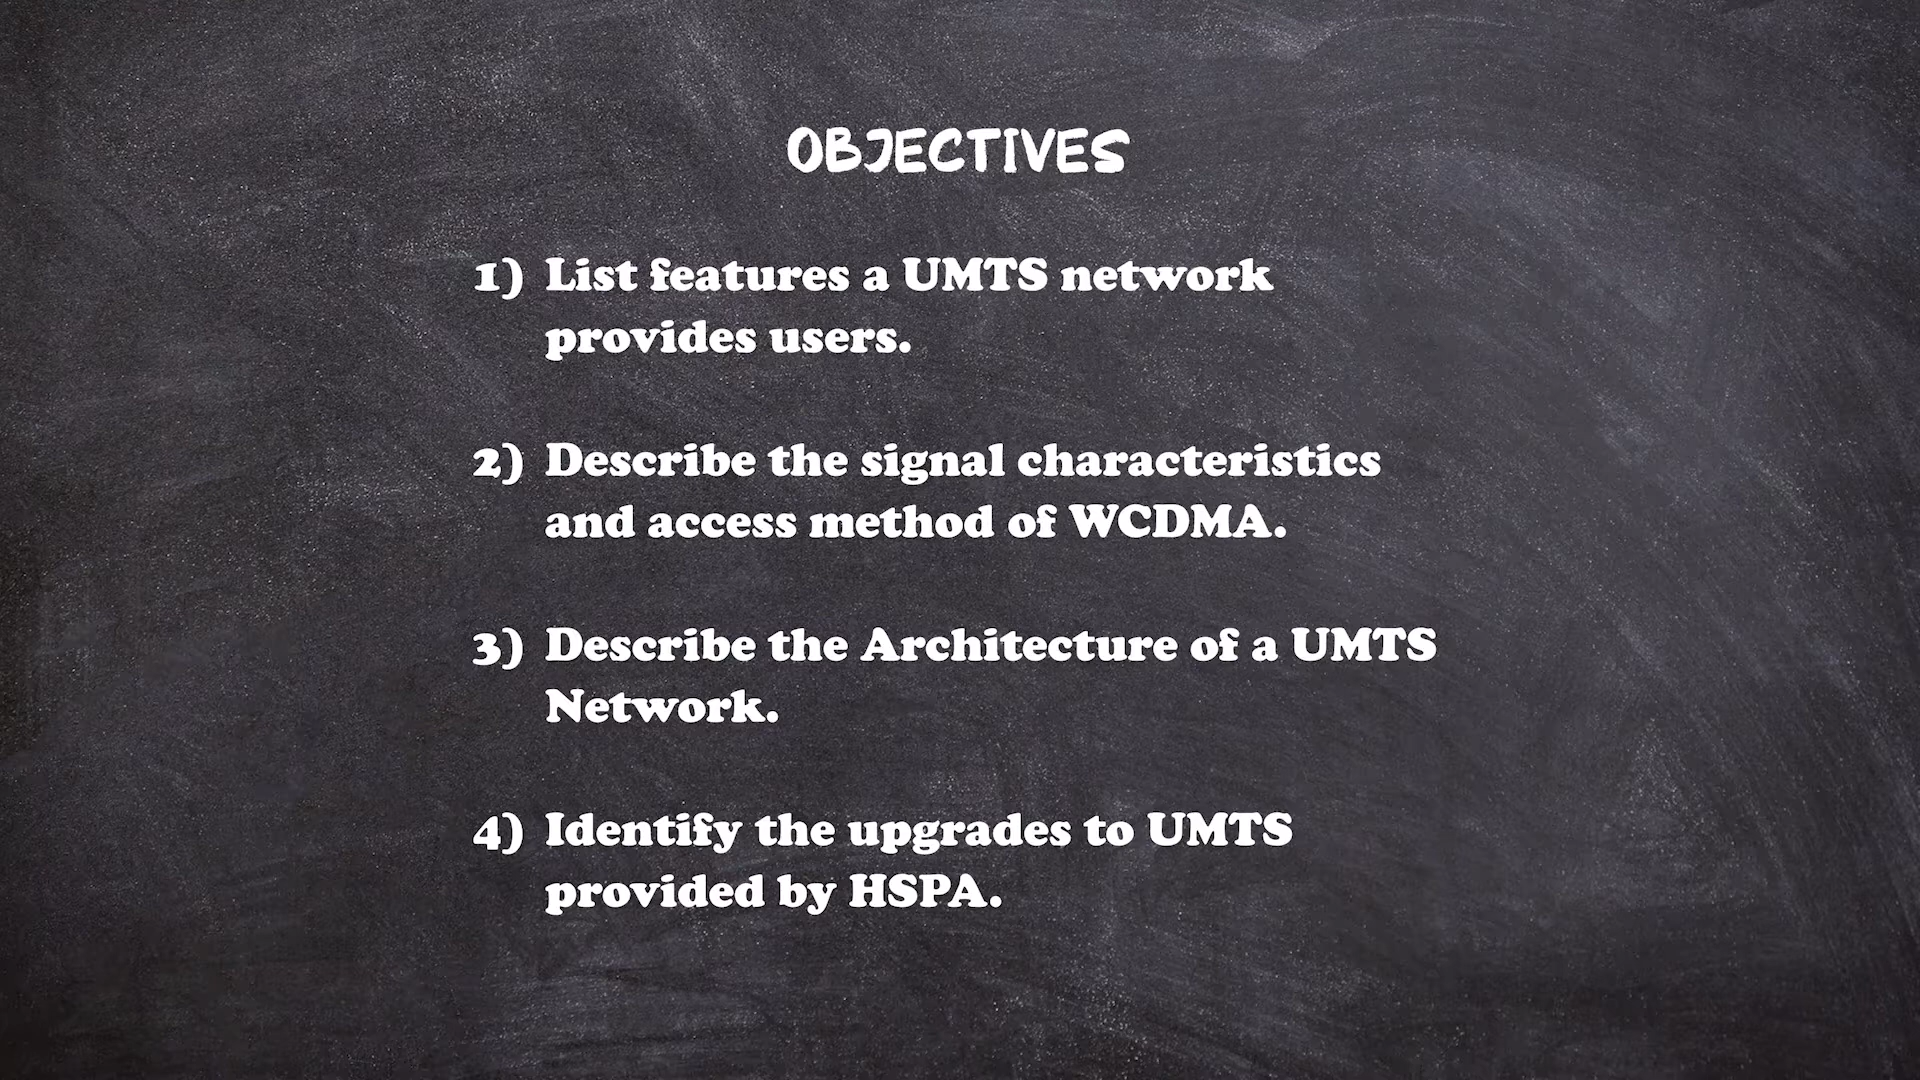 OBJECTIVES
1) List features a UMTS network
provides users.
2) Describe the signal characteristics
and access method of WCDMA.
3) Describe the Architecture of a UMTS
Network.
4) Identify the upgrades to UMTS
provided by HSPA.